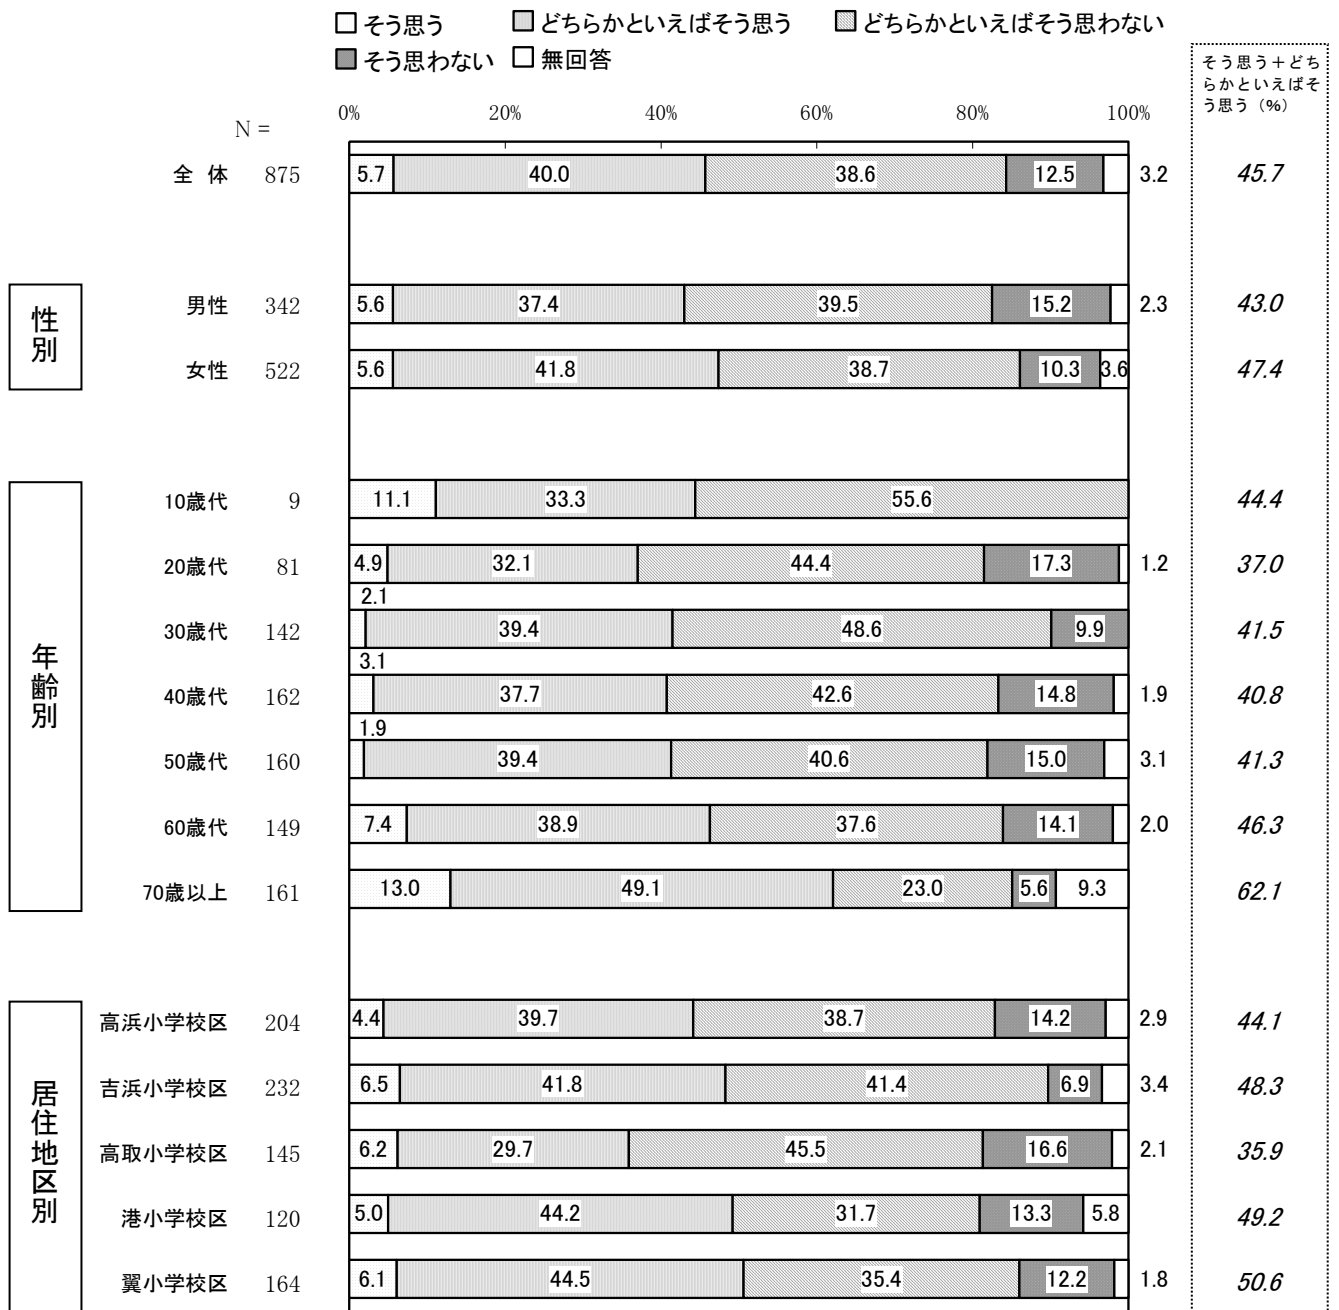 そう思う どちらかといえばそう思う どちらかといえばそう思わない
そう思わない 無回答
そう思う＋どち
らかといえばそ
う思う（%）
N = 0% 20% 40% 60% 80% 100%
全 体 875 5.7 40.0 38.6 12.5 3.2 45.7
性別
男性 342 5.6 37.4 39.5 15.2 2.3 43.0
女性 522 5.6 41.8 38.7 10.3 3.6 47.4
年齢別
10歳代 9 11.1 33.3 55.6 44.4
20歳代 81 4.9 32.1 44.4 17.3 1.2 37.0
30歳代 142 2.1 39.4 48.6 9.9 41.5
40歳代 162 3.1 37.7 42.6 14.8 1.9 40.8
50歳代 160 1.9 39.4 40.6 15.0 3.1 41.3
60歳代 149 7.4 38.9 37.6 14.1 2.0 46.3
70歳以上 161 13.0 49.1 23.0 5.6 9.3 62.1
居住地区別
高浜小学校区 204 4.4 39.7 38.7 14.2 2.9 44.1
吉浜小学校区 232 6.5 41.8 41.4 6.9 3.4 48.3
高取小学校区 145 6.2 29.7 45.5 16.6 2.1 35.9
港小学校区 120 5.0 44.2 31.7 13.3 5.8 49.2
翼小学校区 164 6.1 44.5 35.4 12.2 1.8 50.6